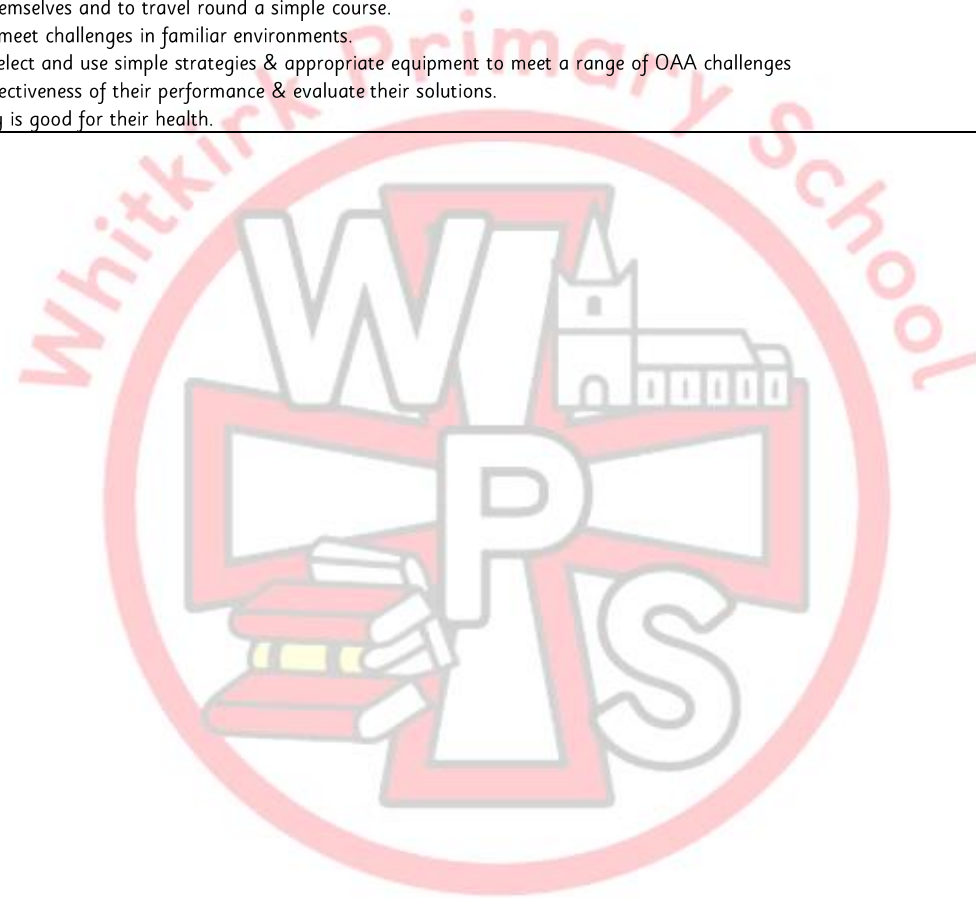 emselves and to travel round a simple course.
meet challenges in familiar environments.
elect and use simple strategies & appropriate equipment to meet a range of OAA challenges
ectiveness of their performance & evaluate their solutions.
g is good for their health.
Whitkirk Primary School
W
P
S